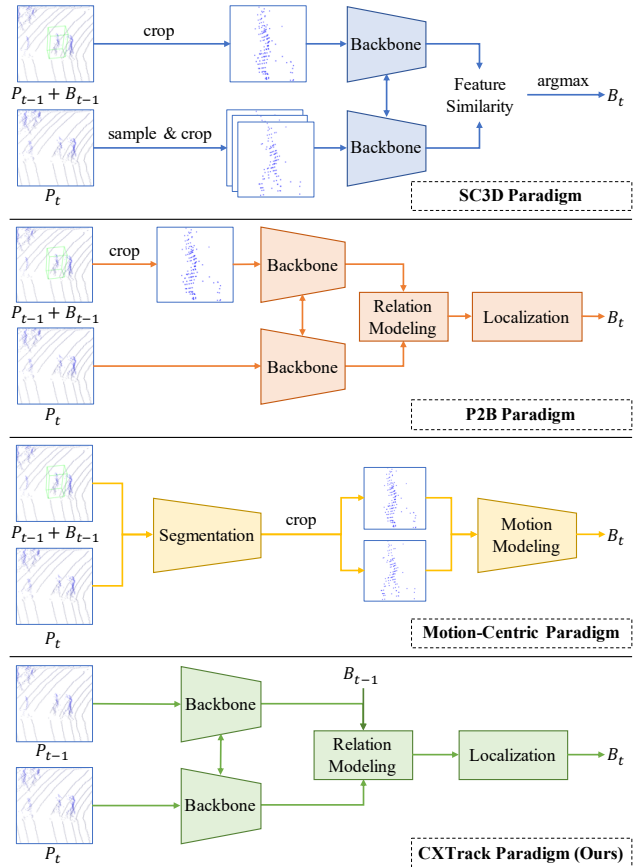 crop
Backbone
P_{t-1} + B_{t-1}
Feature
Similarity
argmax
B_t
sample & crop
Backbone
P_t
SC3D Paradigm
crop
Backbone
P_{t-1} + B_{t-1}
Relation
Modeling
Localization
B_t
Backbone
P_t
P2B Paradigm
P_{t-1} + B_{t-1}
Segmentation
crop
Motion
Modeling
B_t
P_t
Motion-Centric Paradigm
B_{t-1}
Backbone
P_{t-1}
Relation
Modeling
Localization
B_t
Backbone
P_t
CXTrack Paradigm (Ours)